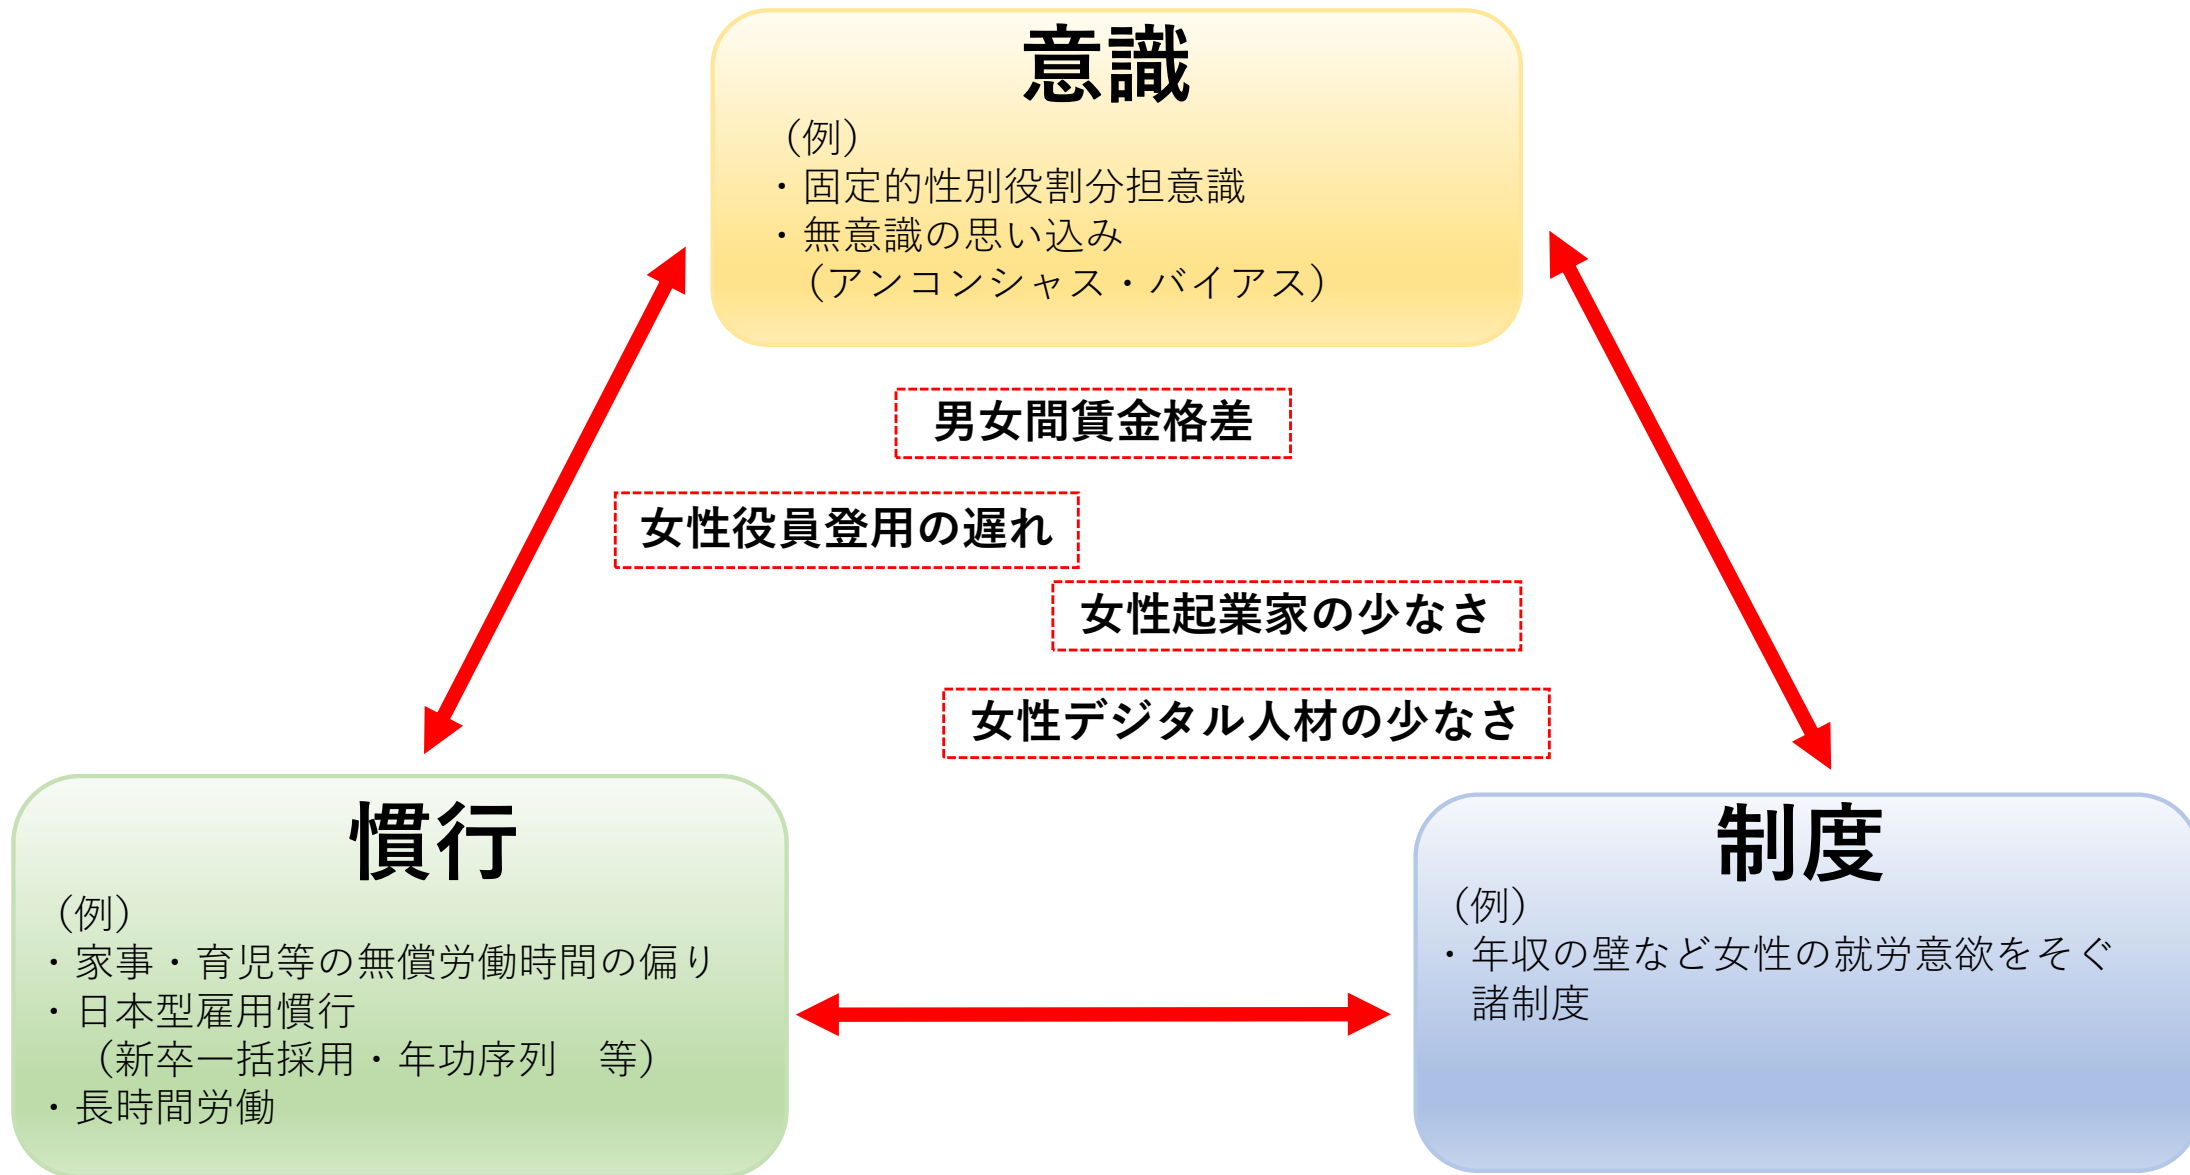 意識
（例）
・固定的性別役割分担意識
・無意識の思い込み
（アンコンシャス・バイアス）
男女間賃金格差
女性役員登用の遅れ
女性起業家の少なさ
女性デジタル人材の少なさ
慣行
（例）
・家事・育児等の無償労働時間の偏り
・日本型雇用慣行
（新卒一括採用・年功序列　等）
・長時間労働
制度
（例）
・年収の壁など女性の就労意欲をそぐ
諸制度